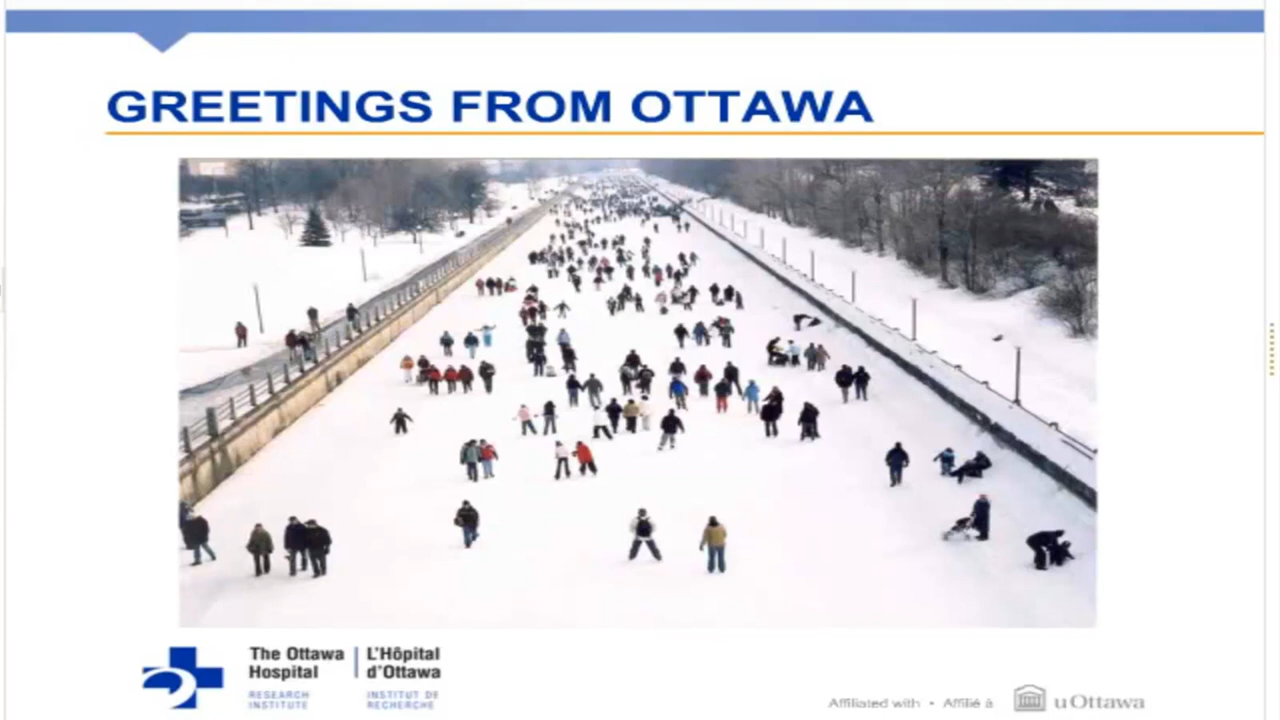 GREETINGS FROM OTTAWA
The Ottawa
Hospital
RESEARCH
INSTITUTE
L'Hôpital
d'Ottawa
INSTITUT DE
RECHERCHE
Affiliated with • Affilié à
uOttawa